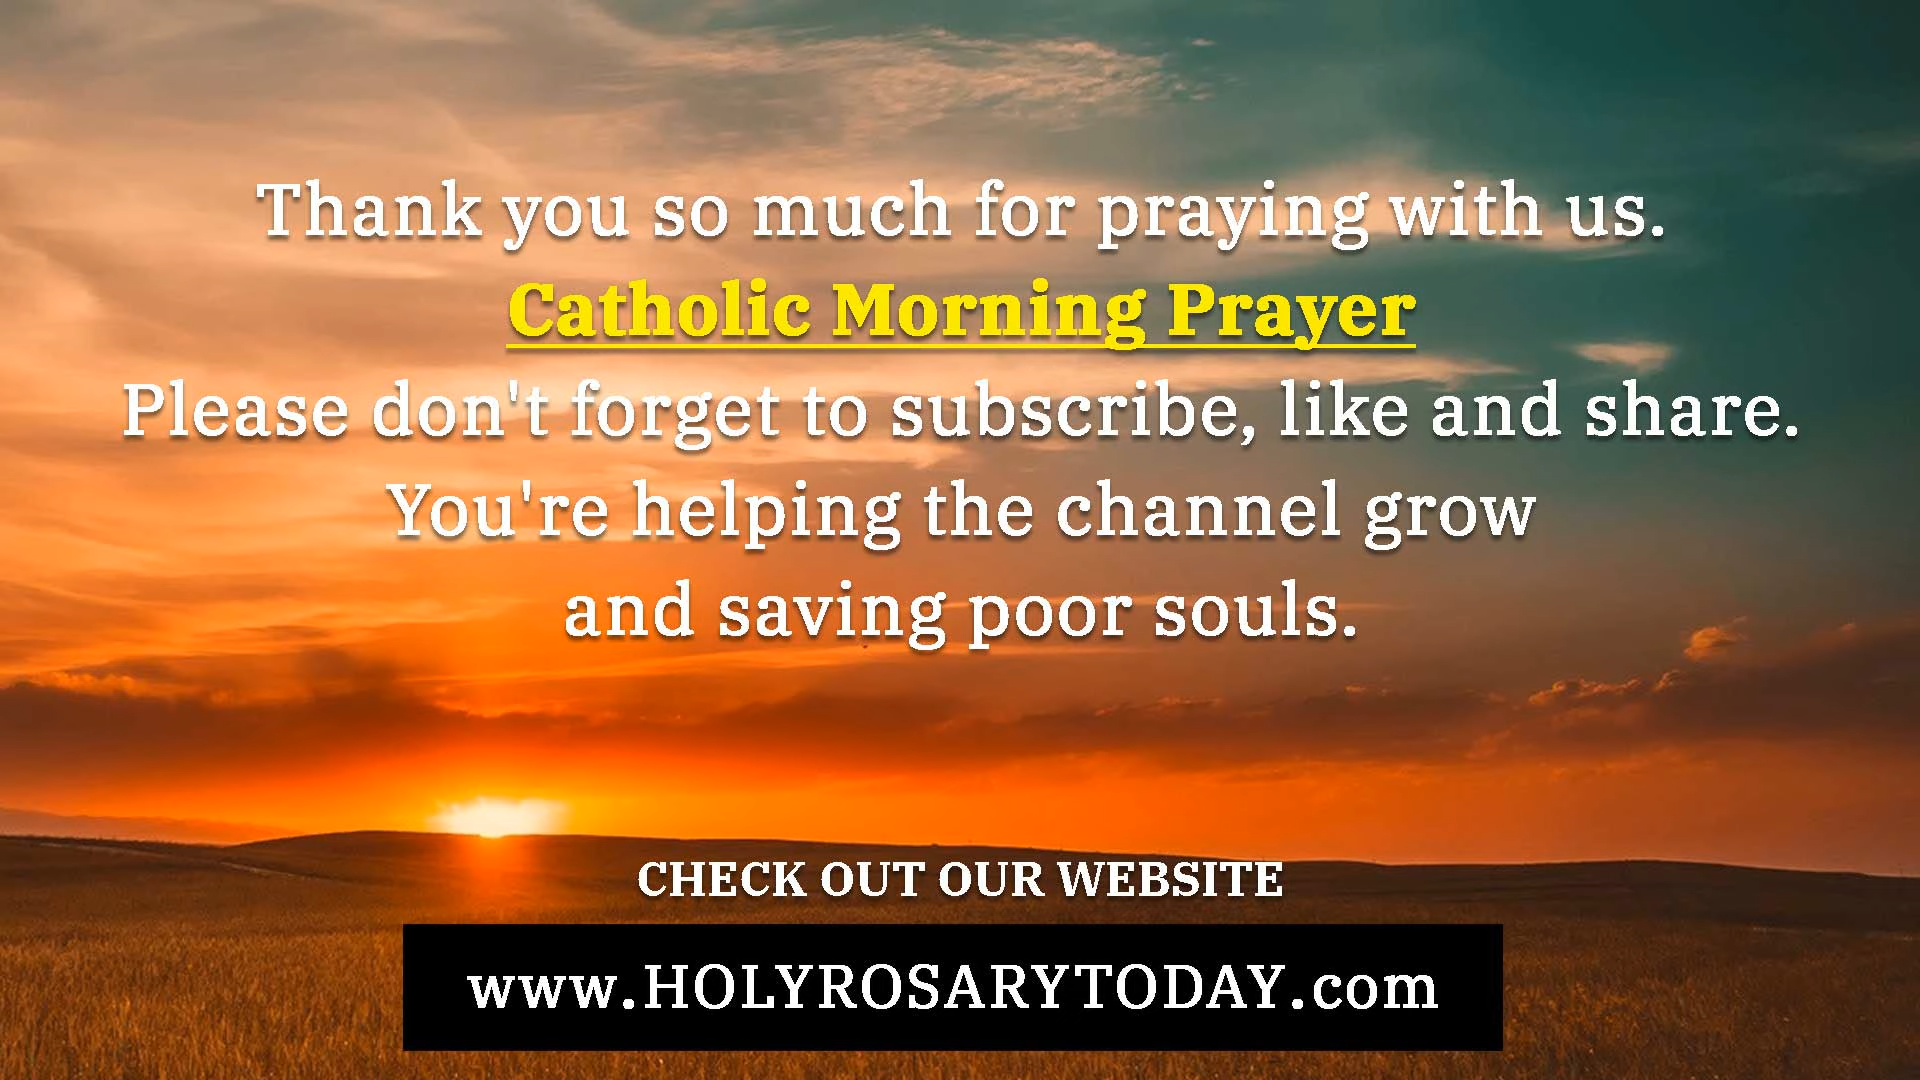 Thank you so much for praying with us.
Catholic Morning Prayer
Please don't forget to subscribe, like and share.
You're helping the channel grow
and saving poor souls.
CHECK OUT OUR WEBSITE
www.HOLYROSARYTODAY.com